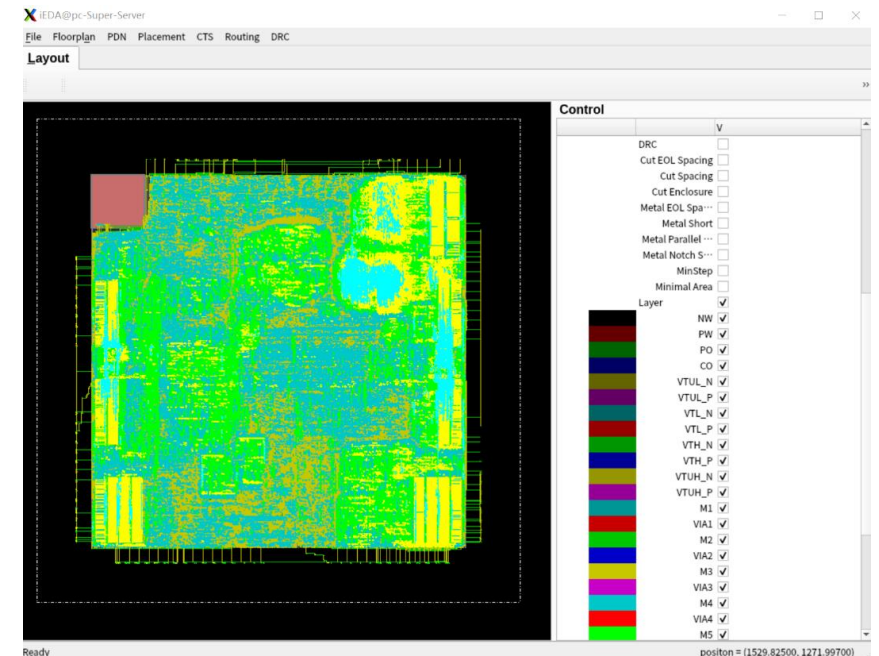 iEDA@pc-Super-Server
File Floorplan PDN Placement CTS Routing DRC
Layout
»
Control
V
DRC
Cut EOL Spacing
Cut Spacing
Cut Enclosure
Metal EOL Spa···
Metal Short
Metal Parallel ···
Metal Notch S···
MinStep
Minimal Area
Layer
NW
PW
PO
CO
VTUL_N
VTUL_P
VTL_N
VTL_P
VTH_N
VTH_P
VTUH_N
VTUH_P
M1
VIA1
M2
VIA2
M3
VIA3
M4
VIA4
M5
Ready
positon = (1529.82500, 1271.99700)